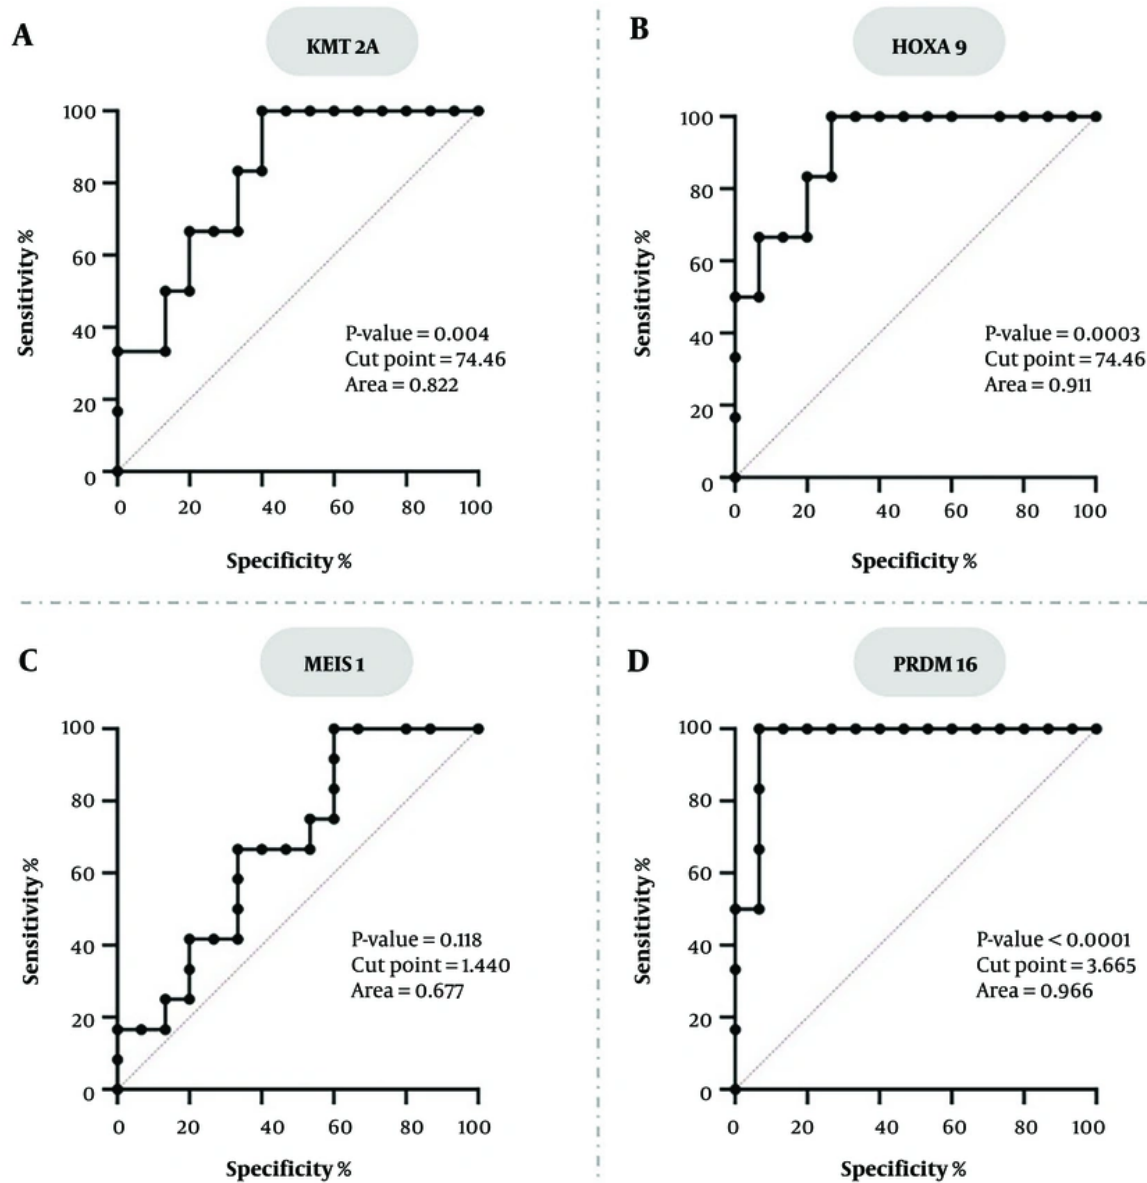 A
KMT 2A
100
80
60
40
20
0
Sensitivity %
P-value = 0.004
Cut point = 74.46
Area = 0.822
0 20 40 60 80 100
Specificity %
B
HOXA 9
100
80
60
40
20
0
Sensitivity %
P-value = 0.0003
Cut point = 74.46
Area = 0.911
0 20 40 60 80 100
Specificity %
C
MEIS 1
100
80
60
40
20
0
Sensitivity %
P-value = 0.118
Cut point = 1.440
Area = 0.677
0 20 40 60 80 100
Specificity %
D
PRDM 16
100
80
60
40
20
0
Sensitivity %
P-value < 0.0001
Cut point = 3.665
Area = 0.966
0 20 40 60 80 100
Specificity %